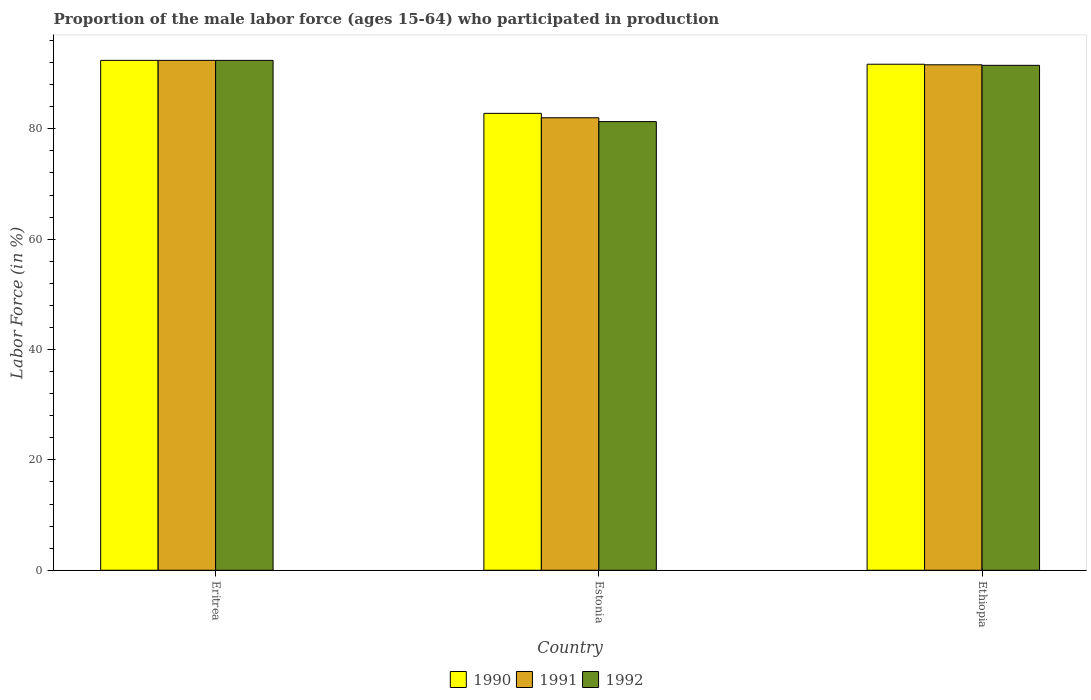 Proportion of the male labor force (ages 15-64) who participated in production
Labor Force (in %)
80
60
40
20
0
Eritrea
Estonia
Ethiopia
Country
1990
1991
1992